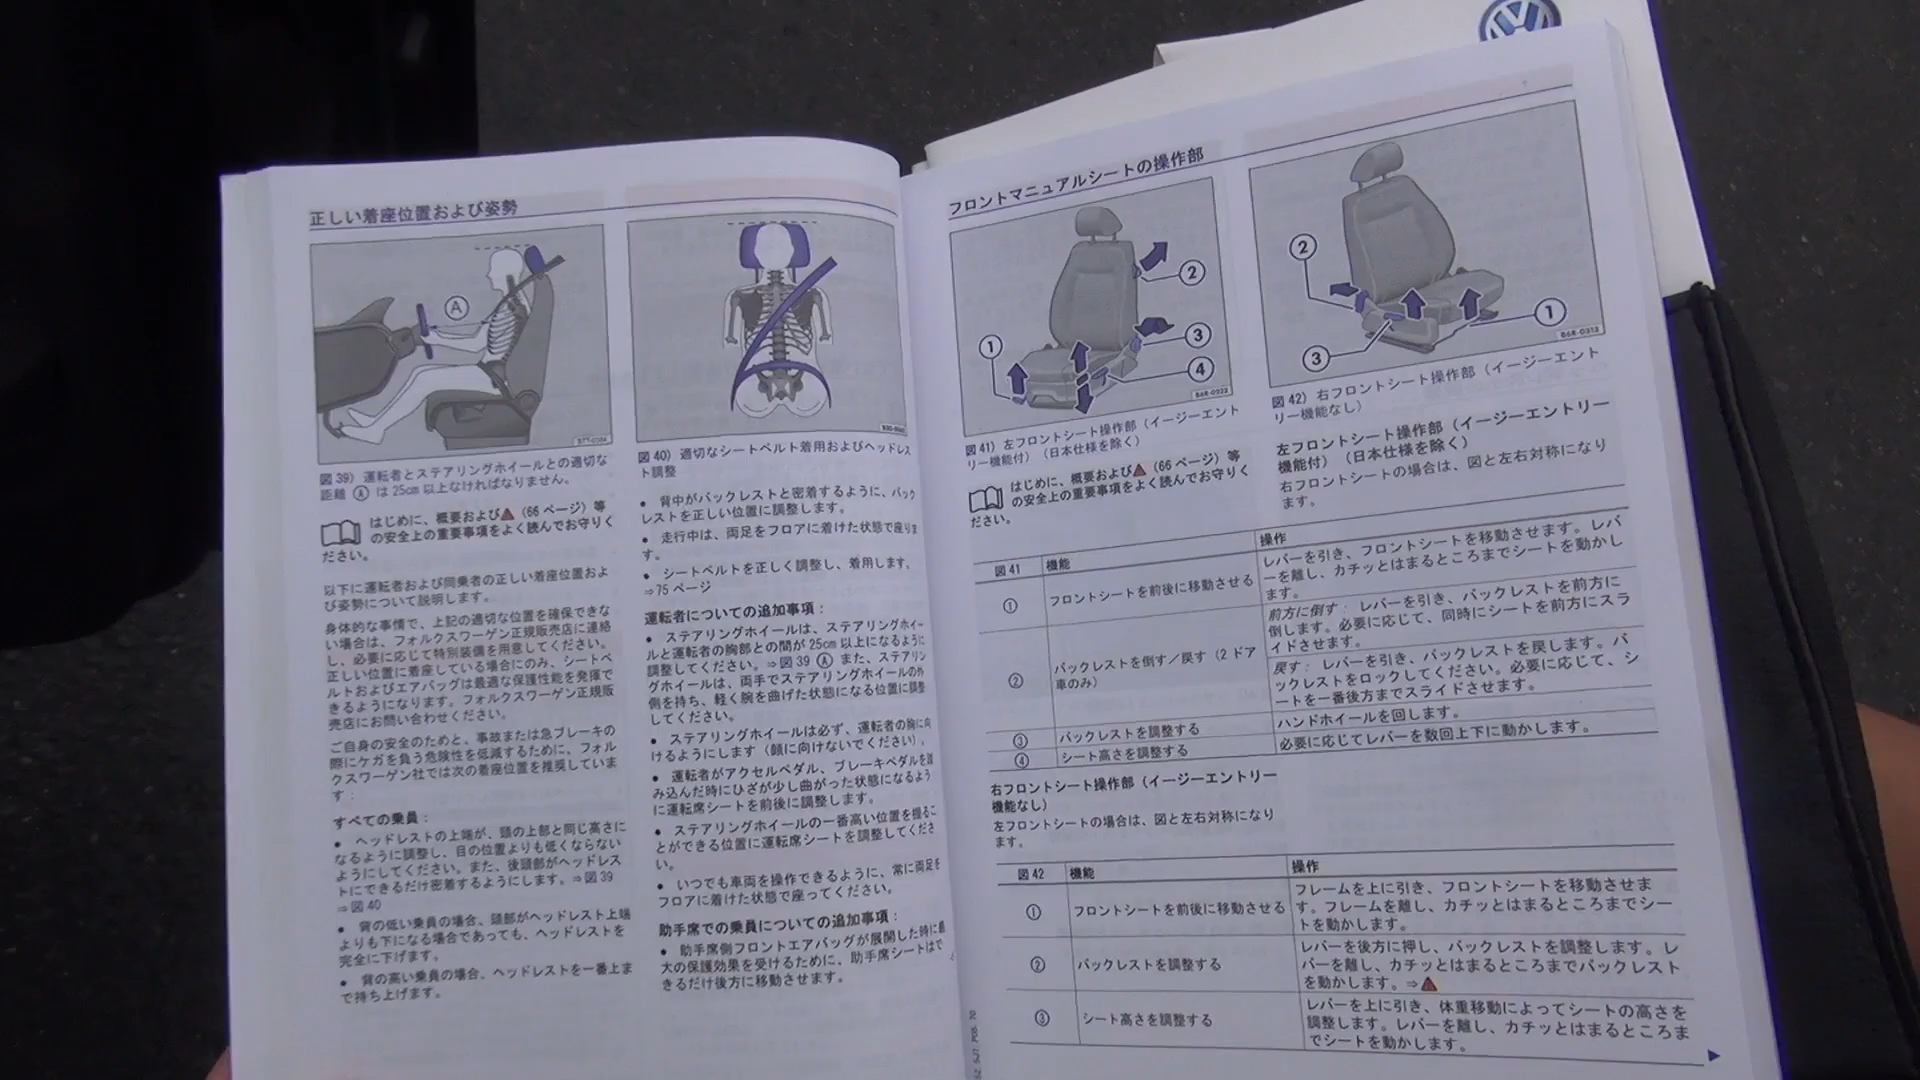 正しい着座位置および姿勢
A
B7T-0384
図 39）運転者とステアリングホイールとの適切な
距離 Ⓐ は 25cm 以上なければなりません。
はじめに、概要および（66 ページ）等
の安全上の重要事項をよく読んでお守りく
ださい。
以下に運転者および同乗者の正しい着座位置およ
び姿勢について説明します。
身体的な事情で、上記の適切な位置を確保できな
い場合は、フォルクスワーゲン正規販売店に連絡
し、必要に応じて特別装備を用意してください。
正しい位置に着座している場合にのみ、シートベ
ルトおよびエアバッグは最適な保護性能を発揮で
きるようになります。フォルクスワーゲン正規販
売店にお問い合わせください。
ご自身の安全のためと、事故または急ブレーキの
際にケガを負う危険性を低減するために、フォル
クスワーゲン社では次の着座位置を推奨していま
す：
すべての乗員：
● ヘッドレストの上端が、頭の上部と同じ高さに
なるように調整し、目の位置よりも低くならない
ようにしてください。また、後頭部がヘッドレス
トにできるだけ密着するようにします。⇒図 39
⇒図 40
● 背の低い乗員の場合、頭部がヘッドレスト上端
よりも下になる場合であっても、ヘッドレストを
完全に下げます。
● 背の高い乗員の場合、ヘッドレストを一番上ま
で持ち上げます。
図 40）適切なシートベルト着用およびヘッドレス
ト調整
● 背中がバックレストと密着するように、バック
レストを正しい位置に調整します。
● 走行中は、両足をフロアに着けた状態で座りま
す。
● シートベルトを正しく調整し、着用します。
⇒75 ページ
運転者についての追加事項：
● ステアリングホイールは、ステアリングホイー
ルと運転者の胸部との間が 25cm 以上になるように
調整してください。⇒図 39 Ⓐ また、ステアリン
グホイールは、両手でステアリングホイールの外
側を持ち、軽く腕を曲げた状態になる位置に調整
してください。
● ステアリングホイールは必ず、運転者の胸に向
けるようにします（顔に向けないでください）。
● 運転者がアクセルペダル、ブレーキペダルを踏
み込んだ時にひざが少し曲がった状態になるよう
に運転席シートを前後に調整します。
● ステアリングホイールの一番高い位置を握るこ
とができる位置に運転席シートを調整してくださ
い。
● いつでも車両を操作できるように、常に両足を
フロアに着けた状態で座ってください。
助手席での乗員についての追加事項：
● 助手席側フロントエアバッグが展開した時に最
大の保護効果を受けるために、助手席シートはで
きるだけ後方に移動させます。
フロントマニュアルシートの操作部
1
2
3
4
B6R-0322
図 41）左フロントシート操作部（イージーエント
リー機能付）（日本仕様を除く）
はじめに、概要および（66 ページ）等
の安全上の重要事項をよく読んでお守りく
ださい。
2
3
1
B6R-0313
図 42）右フロントシート操作部（イージーエント
リー機能なし）
左フロントシート操作部（イージーエントリー
機能付）（日本仕様を除く）
右フロントシートの場合は、図と左右対称になり
ます。
図 41 機能 操作
① フロントシートを前後に移動させる レバーを引き、フロントシートを移動させます。レバ
ーを離し、カチッとはまるところまでシートを動かし
ます。
② バックレストを倒す／戻す（2 ドア
車のみ）
前方に倒す： レバーを引き、バックレストを前方に
倒します。必要に応じて、同時にシートを前方にスラ
イドさせます。
戻す： レバーを引き、バックレストを戻します。バ
ックレストをロックしてください。必要に応じて、シ
ートを一番後方までスライドさせます。
③ バックレストを調整する ハンドホイールを回します。
④ シート高さを調整する 必要に応じてレバーを数回上下に動かします。
右フロントシート操作部（イージーエントリー
機能なし）
左フロントシートの場合は、図と左右対称になり
ます。
図 42 機能 操作
① フロントシートを前後に移動させる フレームを上に引き、フロントシートを移動させま
す。フレームを離し、カチッとはまるところまでシー
トを動かします。
② バックレストを調整する レバーを後方に押し、バックレストを調整します。レ
バーを離し、カチッとはまるところまでバックレスト
を動かします。⇒
③ シート高さを調整する レバーを上に引き、体重移動によってシートの高さを
調整します。レバーを離し、カチッとはまるところま
でシートを動かします。